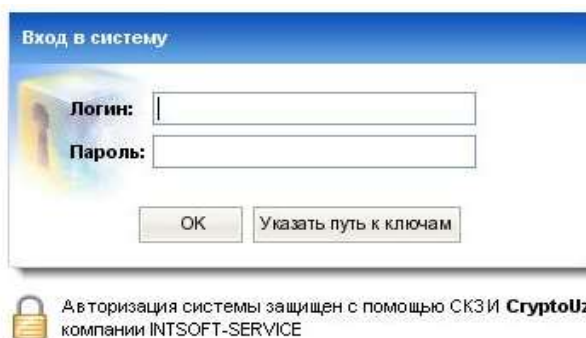 Вход в систему
Логин:
Пароль:
OK Указать путь к ключам
Авторизация системы защищен с помощью СКЗИ CryptoUz
компании INTSOFT-SERVICE